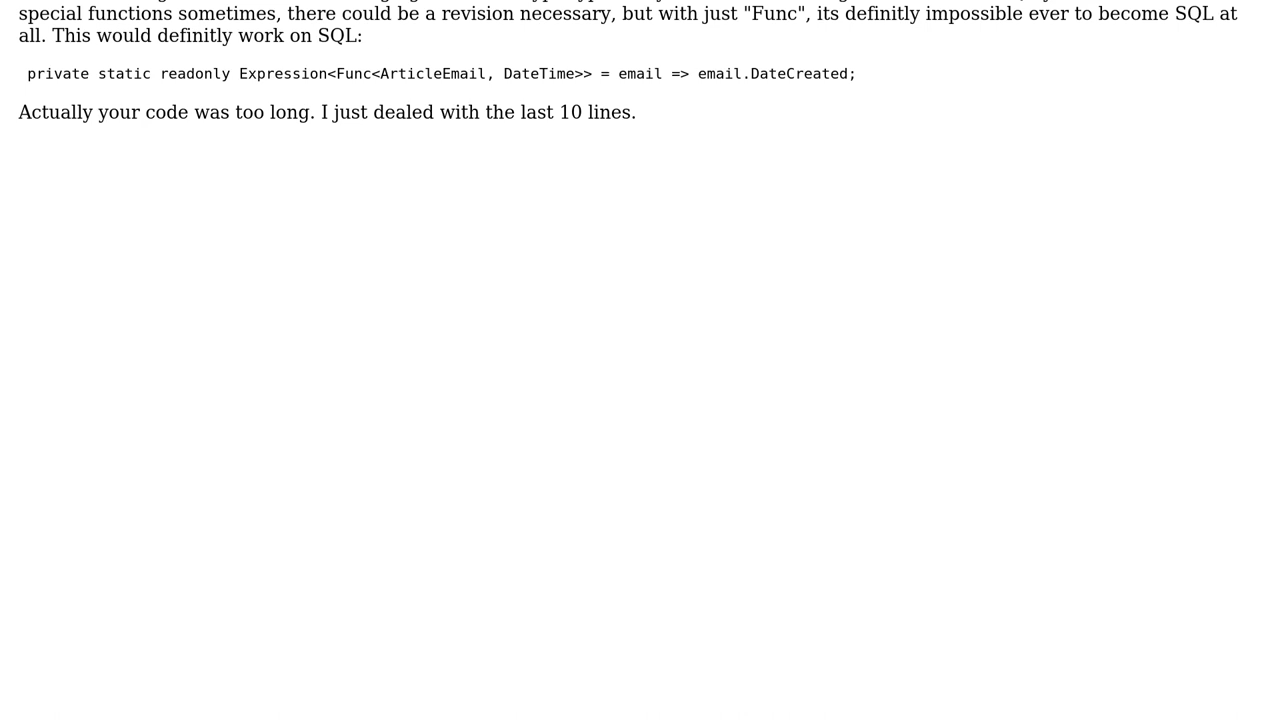 special functions sometimes, there could be a revision necessary, but with just "Func", its definitly impossible ever to become SQL at
all. This would definitly work on SQL:
private static readonly Expression<Func<ArticleEmail, DateTime>> = email => email.DateCreated;
Actually your code was too long. I just dealt with the last 10 lines.